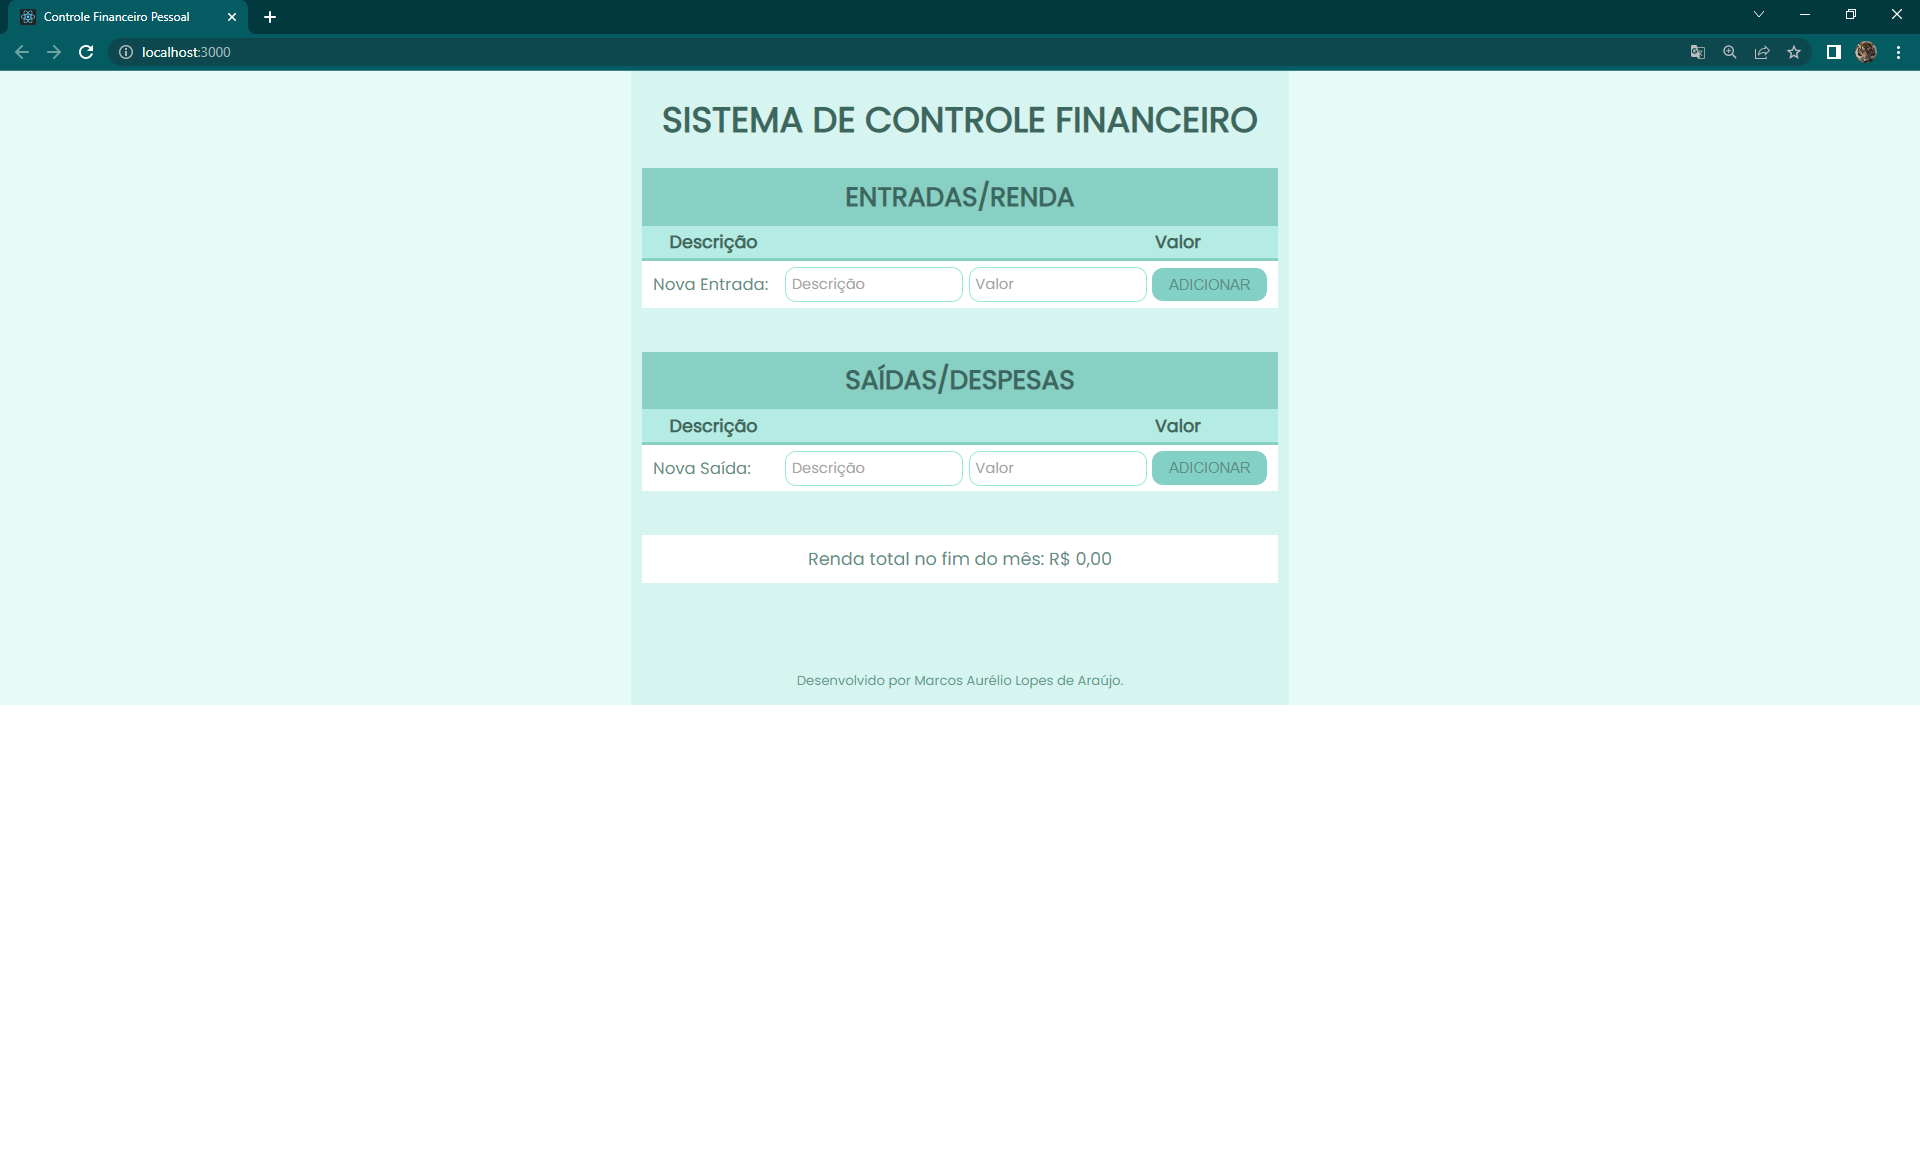 Controle Financeiro Pessoal
localhost:3000
SISTEMA DE CONTROLE FINANCEIRO
ENTRADAS/RENDA
Descrição Valor
Nova Entrada: Descrição Valor ADICIONAR
SAÍDAS/DESPESAS
Descrição Valor
Nova Saída: Descrição Valor ADICIONAR
Renda total no fim do mês: R$ 0,00
Desenvolvido por Marcos Aurélio Lopes de Araújo.